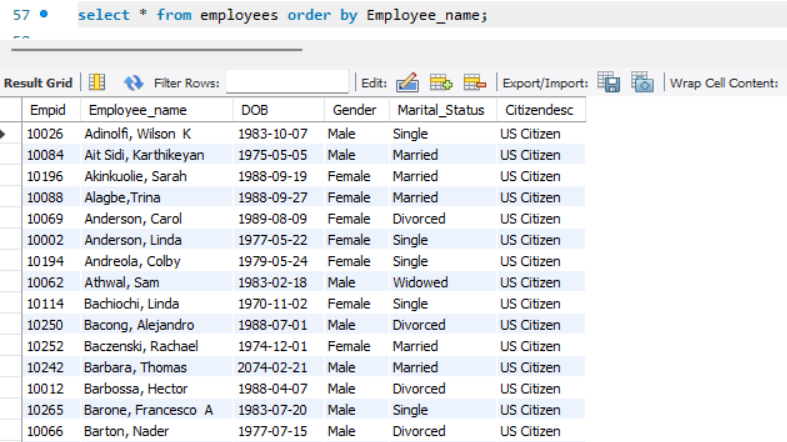 57 select * from employees order by Employee_name;
Result Grid Filter Rows: Edit: Export/Import: Wrap Cell Content:
Empid Employee_name DOB Gender Marital_Status Citizendesc
10026 Adinolfi, Wilson K 1983-10-07 Male Single US Citizen
10084 Ait Sidi, Karthikeyan 1975-05-05 Male Married US Citizen
10196 Akinkuolie, Sarah 1988-09-19 Female Married US Citizen
10088 Alagbe,Trina 1988-09-27 Female Married US Citizen
10069 Anderson, Carol 1989-08-09 Female Divorced US Citizen
10002 Anderson, Linda 1977-05-22 Female Single US Citizen
10194 Andreola, Colby 1979-05-24 Female Single US Citizen
10062 Athwal, Sam 1983-02-18 Male Widowed US Citizen
10114 Bachiochi, Linda 1970-11-02 Female Single US Citizen
10250 Bacong, Alejandro 1988-07-01 Male Divorced US Citizen
10252 Baczenski, Rachael 1974-12-01 Female Married US Citizen
10242 Barbara, Thomas 2074-02-21 Male Married US Citizen
10012 Barbossa, Hector 1988-04-07 Male Divorced US Citizen
10265 Barone, Francesco A 1983-07-20 Male Single US Citizen
10066 Barton, Nader 1977-07-15 Male Divorced US Citizen